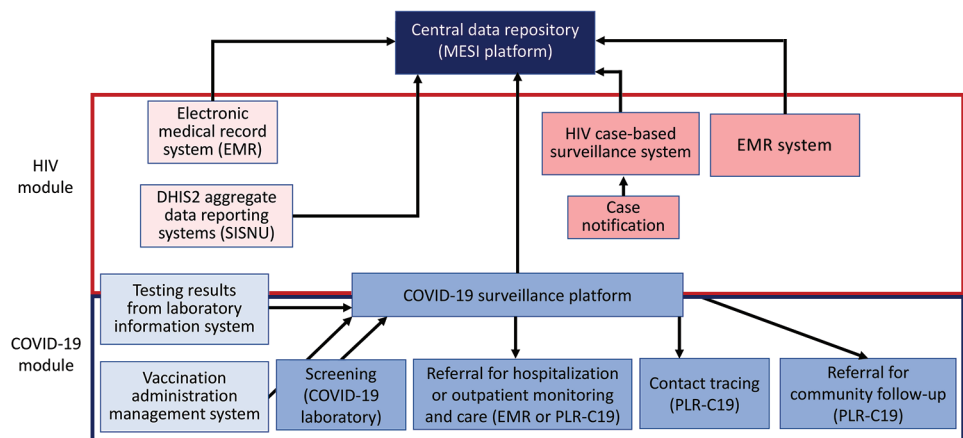 Central data repository
(MESI platform)
HIV
module
Electronic
medical record
system (EMR)
DHIS2 aggregate
data reporting
systems (SISNU)
HIV case-based
surveillance system
Case
notification
EMR system
COVID-19
module
Testing results
from laboratory
information system
COVID-19 surveillance platform
Vaccination
administration
management system
Screening
(COVID-19
laboratory)
Referral for hospitalization
or outpatient monitoring
and care (EMR or PLR-C19)
Contact tracing
(PLR-C19)
Referral for
community follow-up
(PLR-C19)